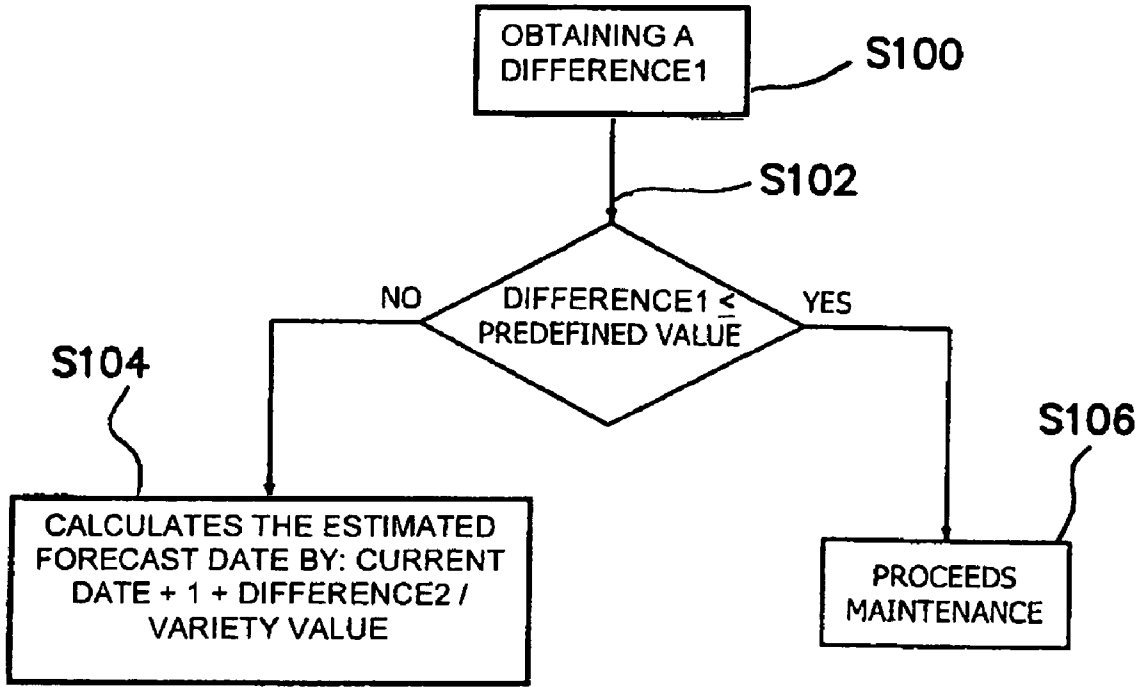 OBTAINING A
DIFFERENCE1
S100
S102
NO
DIFFERENCE1 ≤
PREDEFINED VALUE
YES
S104
S106
CALCULATES THE ESTIMATED
FORECAST DATE BY: CURRENT
DATE + 1 + DIFFERENCE2 /
VARIETY VALUE
PROCEEDS
MAINTENANCE